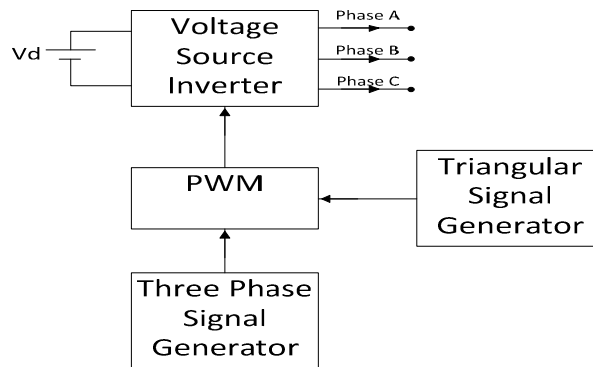 Vd
Voltage
Source
Inverter
Phase A
Phase B
Phase C
PWM
Triangular
Signal
Generator
Three Phase
Signal
Generator